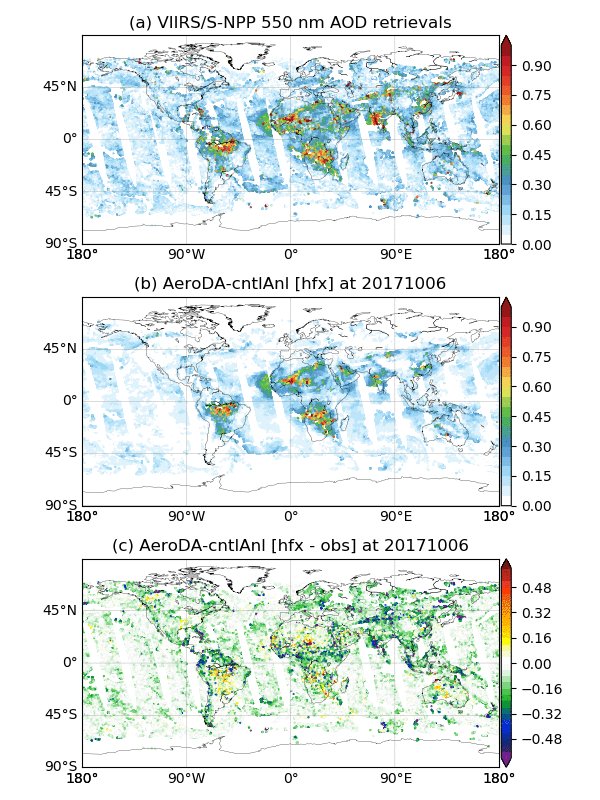 (a) VIIRS/S-NPP 550 nm AOD retrievals
45°N
0°
45°S
90°S
180°
90°W
0°
90°E
180°
0.90
0.75
0.60
0.45
0.30
0.15
0.00
(b) AeroDA-cntlAnl [hfx] at 20171006
45°N
0°
45°S
90°S
180°
90°W
0°
90°E
180°
0.90
0.75
0.60
0.45
0.30
0.15
0.00
(c) AeroDA-cntlAnl [hfx - obs] at 20171006
45°N
0°
45°S
90°S
180°
90°W
0°
90°E
180°
0.48
0.32
0.16
0.00
−0.16
−0.32
−0.48